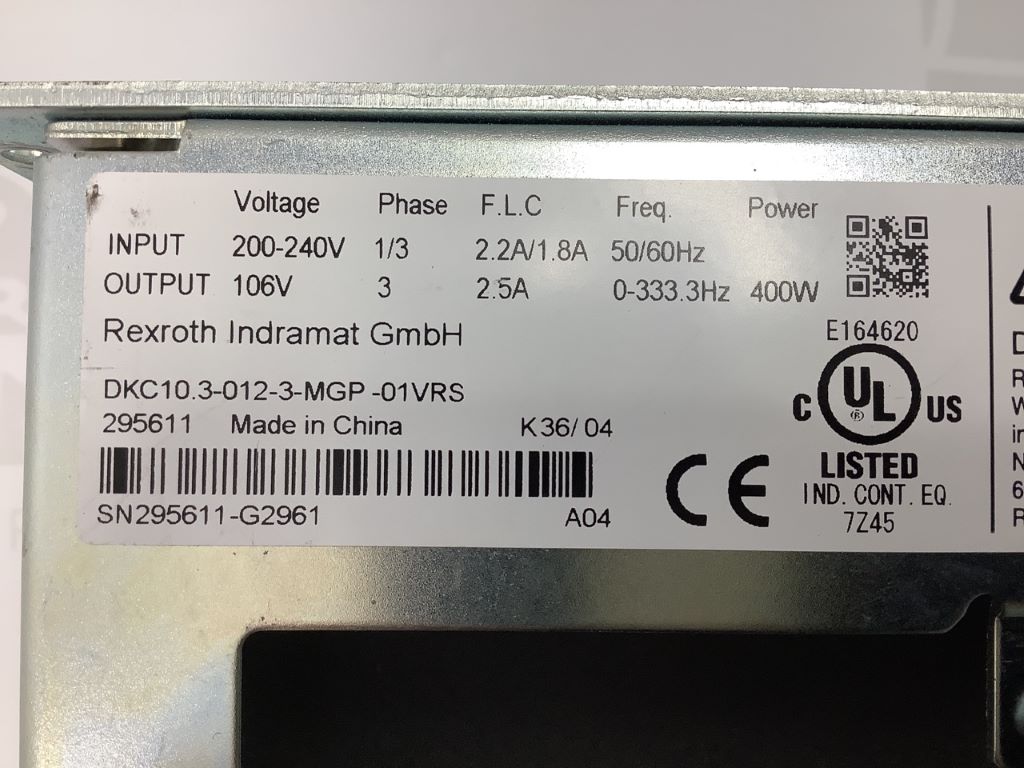 Voltage Phase F.L.C Freq. Power
INPUT 200-240V 1/3 2.2A/1.8A 50/60Hz
OUTPUT 106V 3 2.5A 0-333.3Hz 400W
Rexroth Indramat GmbH
DKC10.3-012-3-MGP -01VRS
295611 Made in China K36/04
SN295611-G2961 A04
CE
E164620
C UL US
®
LISTED
IND. CONT. EQ.
7Z45